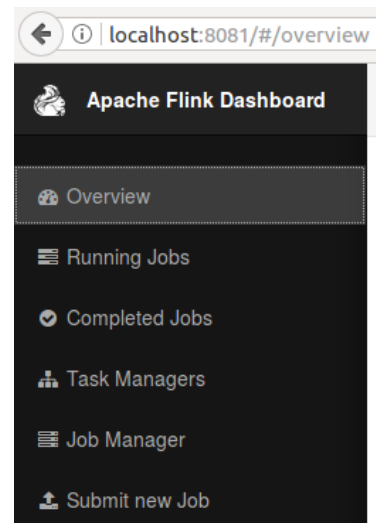 localhost:8081/#/overview
Apache Flink Dashboard
Overview
Running Jobs
Completed Jobs
Task Managers
Job Manager
Submit new Job